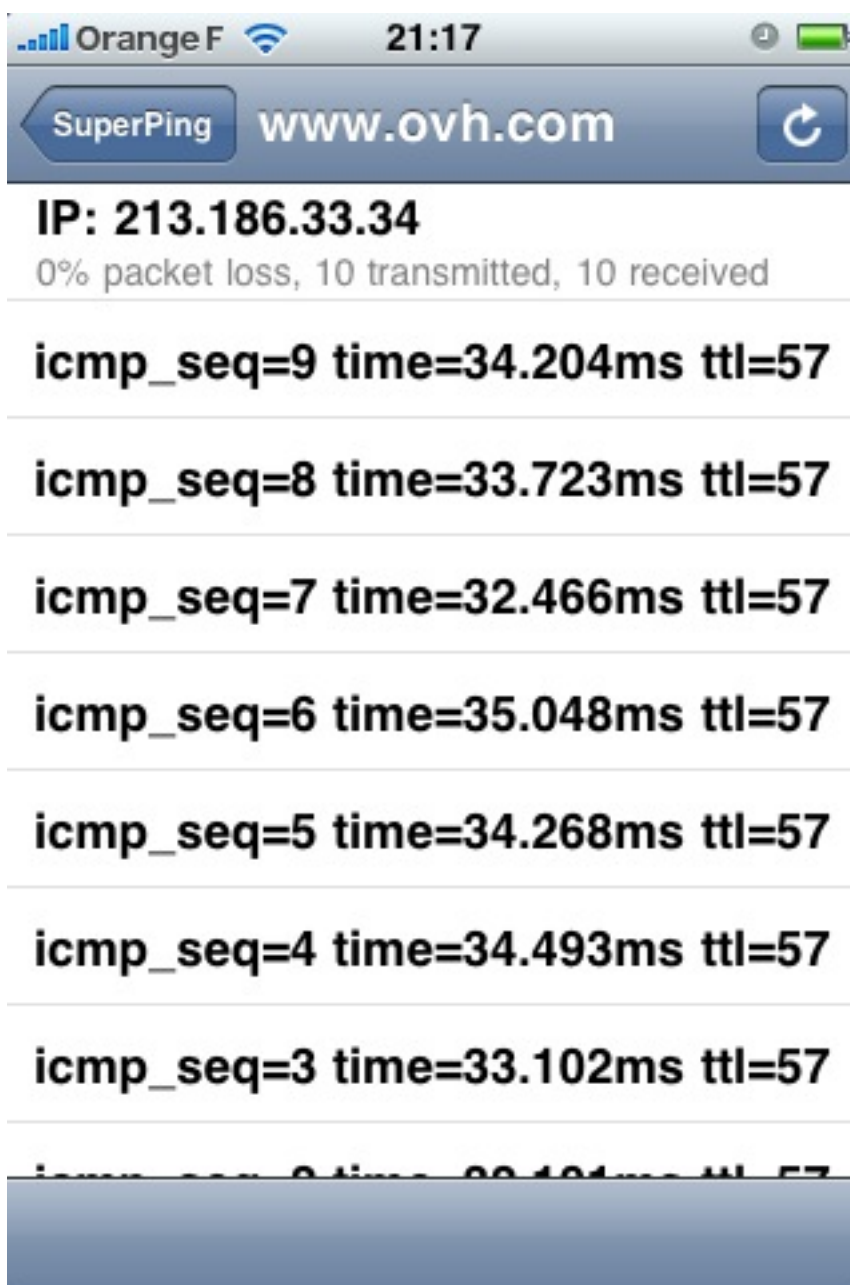 Orange F 21:17
SuperPing www.ovh.com
IP: 213.186.33.34
0% packet loss, 10 transmitted, 10 received
icmp_seq=9 time=34.204ms ttl=57
icmp_seq=8 time=33.723ms ttl=57
icmp_seq=7 time=32.466ms ttl=57
icmp_seq=6 time=35.048ms ttl=57
icmp_seq=5 time=34.268ms ttl=57
icmp_seq=4 time=34.493ms ttl=57
icmp_seq=3 time=33.102ms ttl=57